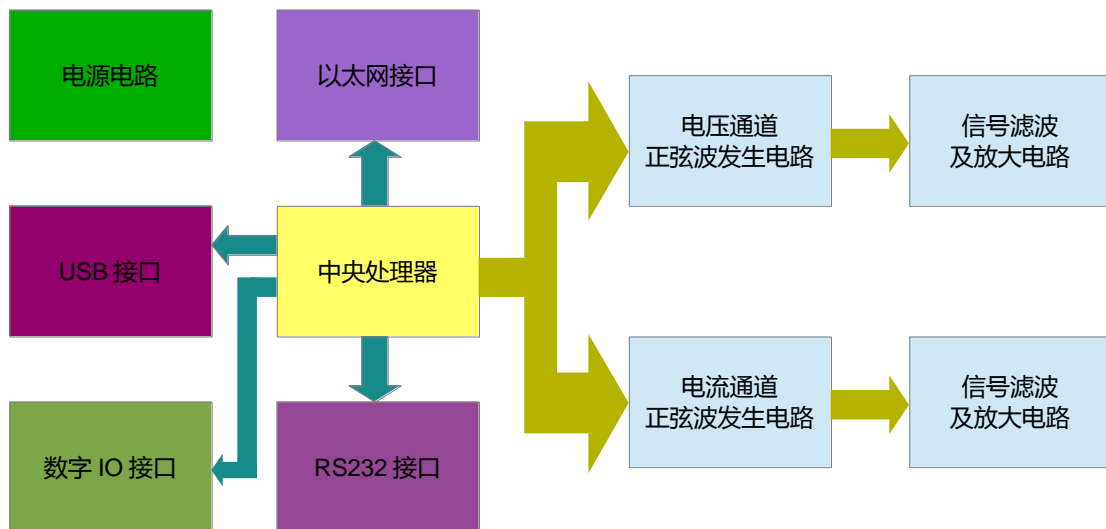 电源电路
以太网接口
电压通道
正弦波发生电路
信号滤波
及放大电路
USB 接口
中央处理器
数字 IO 接口
RS232 接口
电流通道
正弦波发生电路
信号滤波
及放大电路